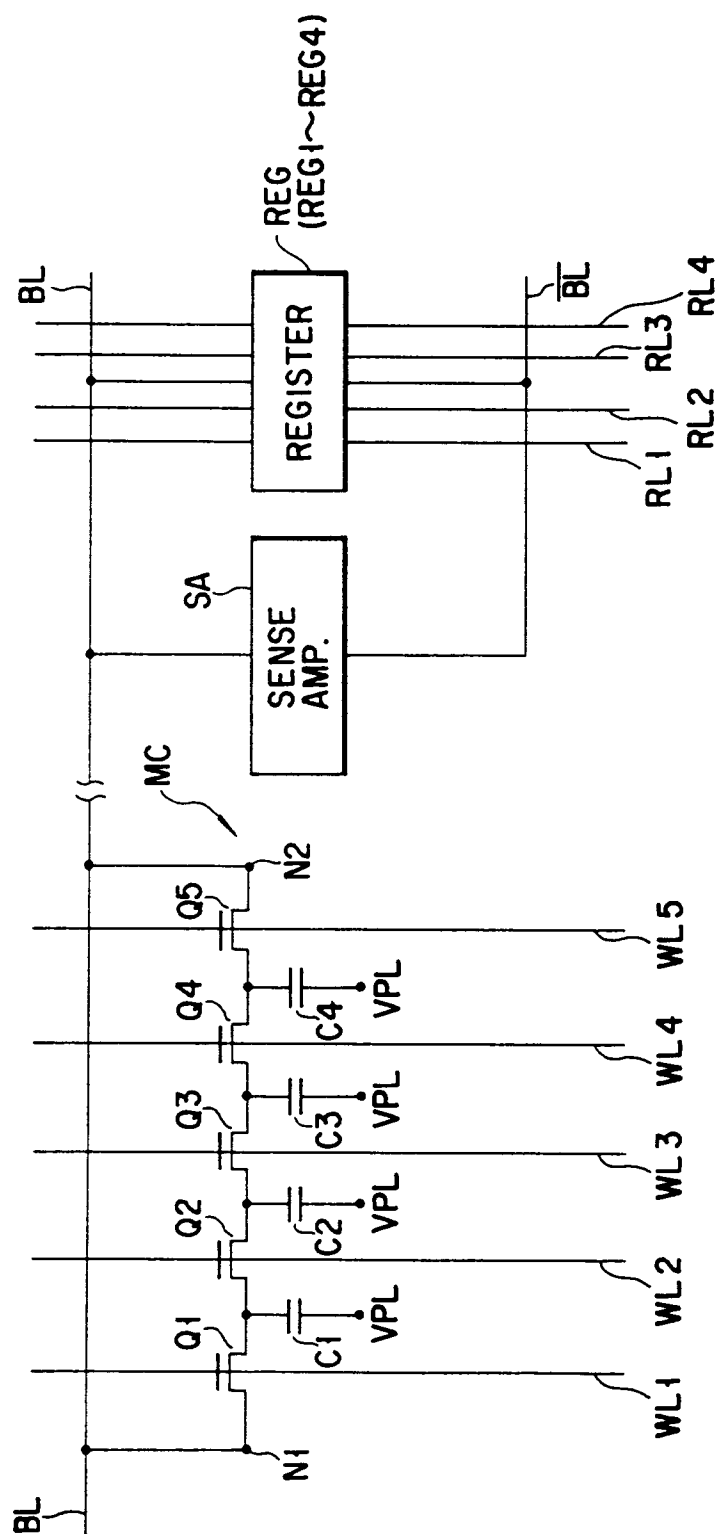 BL
BL
REG
(REG1~REG4)
SA
MC
SENSE
AMP.
REGISTER
Q1
Q2
Q3
Q4
Q5
N1
N2
C1
C2
C3
C4
VPL
VPL
VPL
VPL
B̅L̅
WL1
WL2
WL3
WL4
WL5
RL1
RL2
RL3
RL4